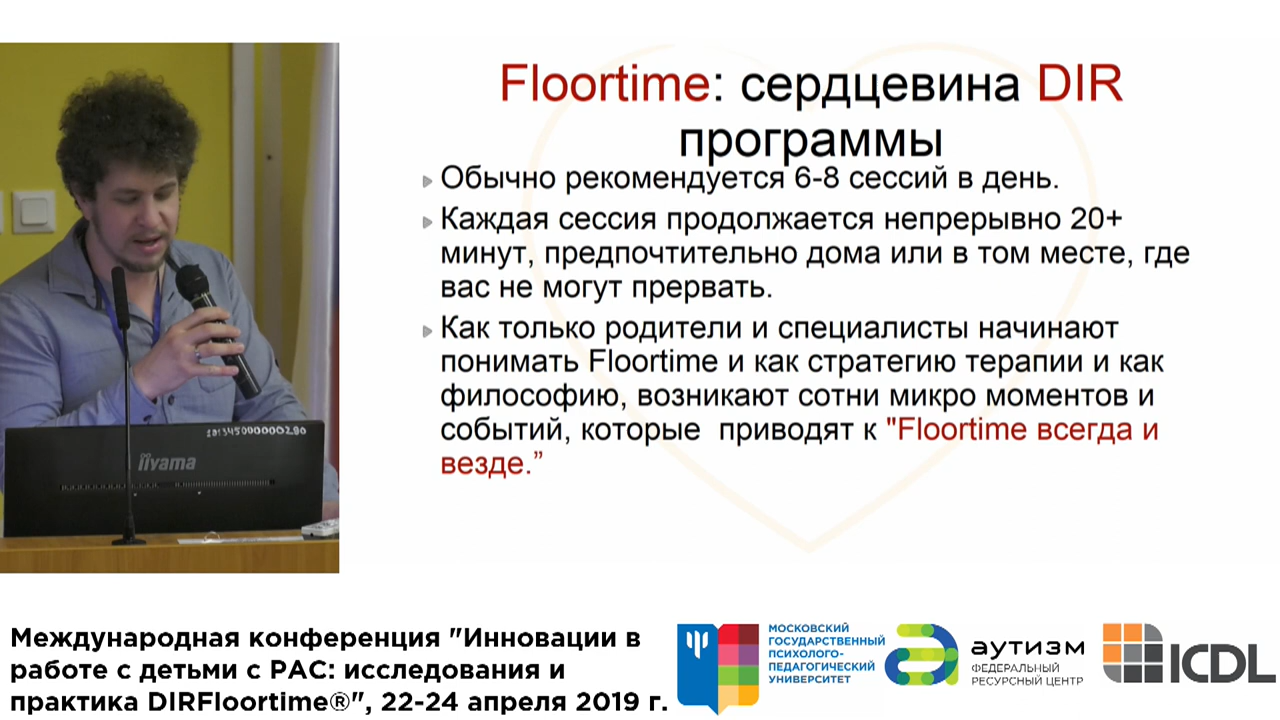 Floortime: сердцевина DIR
программы
Обычно рекомендуется 6-8 сессий в день.
Каждая сессия продолжается непрерывно 20+
минут, предпочтительно дома или в том месте, где
вас не могут прервать.
Как только родители и специалисты начинают
понимать Floortime и как стратегию терапии и как
философию, возникают сотни микро моментов и
событий, которые приводят к "Floortime всегда и
везде.”
iiyama
Международная конференция "Инновации в
работе с детьми с РАС: исследования и
практика DIRFloortime®", 22-24 апреля 2019 г.
МОСКОВСКИЙ
ГОСУДАРСТВЕННЫЙ
ПСИХОЛОГО-
ПЕДАГОГИЧЕСКИЙ
УНИВЕРСИТЕТ
аутизм
ФЕДЕРАЛЬНЫЙ
РЕСУРСНЫЙ ЦЕНТР
ICDL